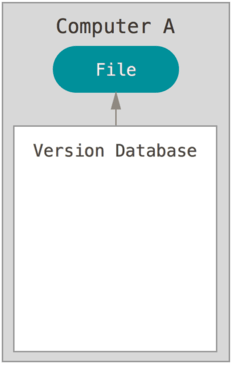 Computer A
File
Version Database